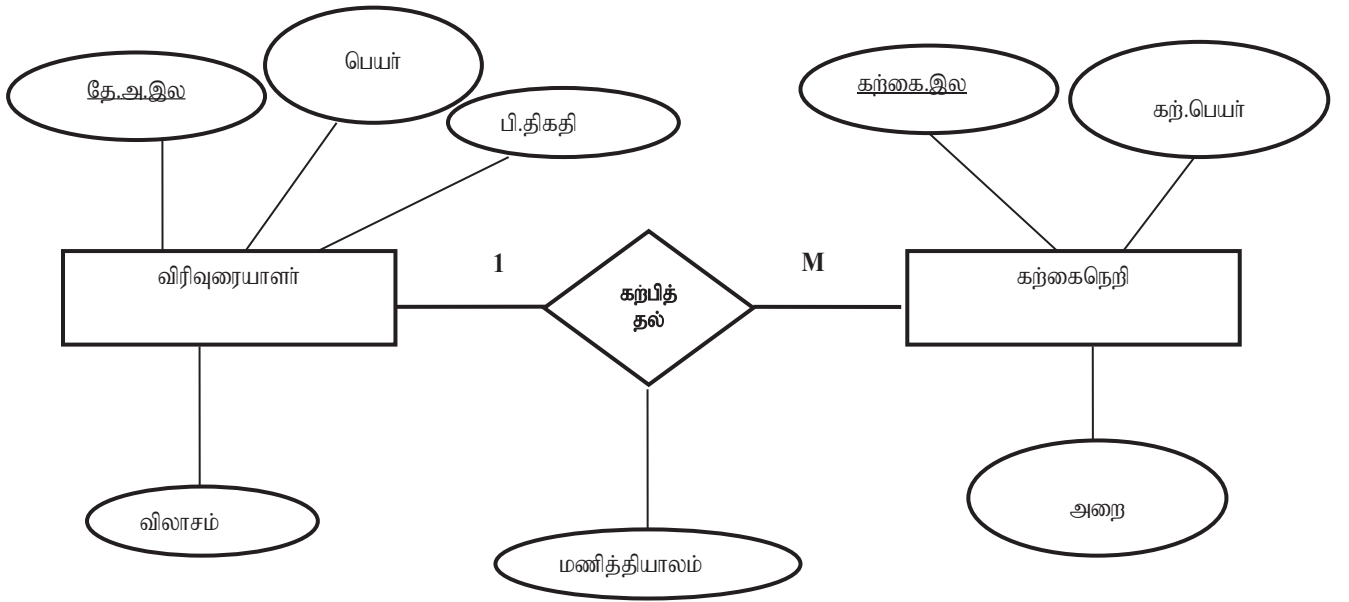 தே.அ.இல
பெயர்
பி.திகதி
கற்கை.இல
கற்.பெயர்
விரிவுரையாளர்
1
கற்பித்
தல்
M
கற்கைநெறி
விலாசம்
மணித்தியாலம்
அறை